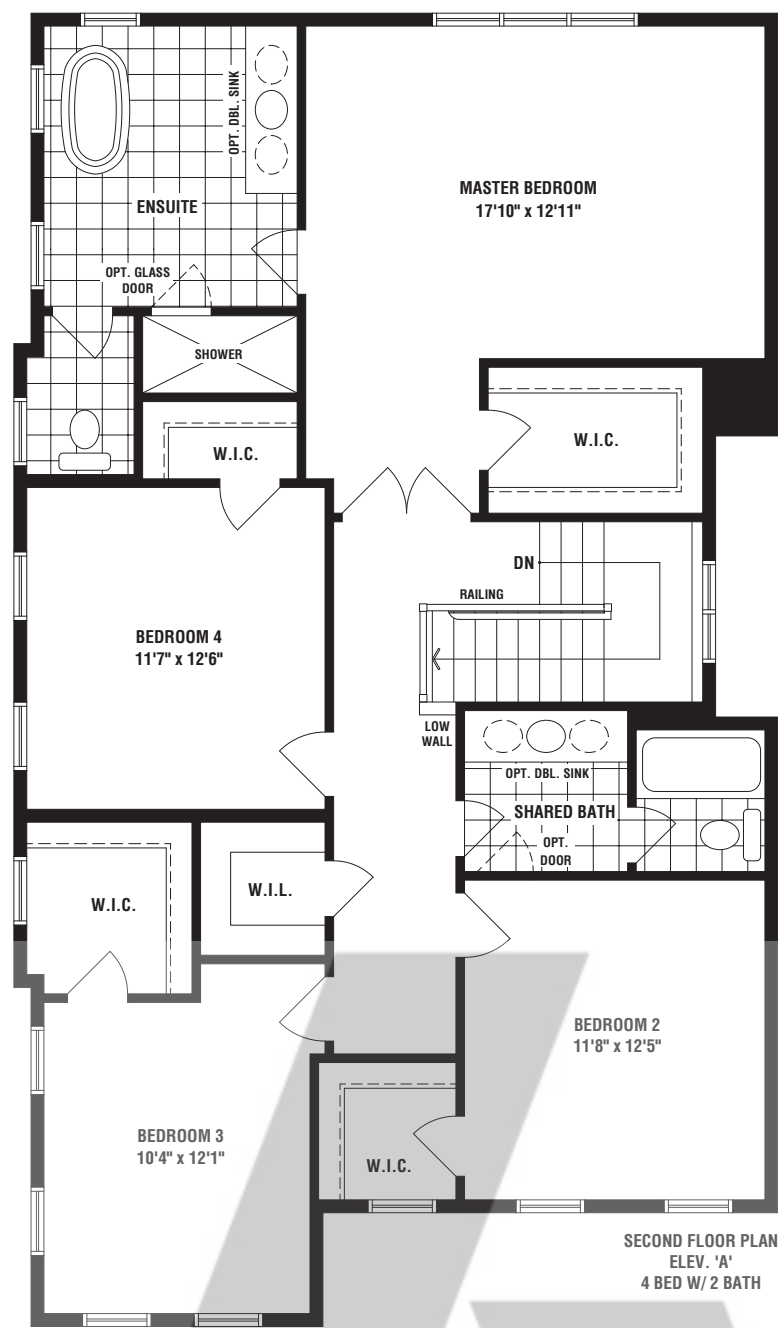 OPT. DBL. SINK
MASTER BEDROOM
17'10" x 12'11"
ENSUITE
OPT. GLASS
DOOR
SHOWER
W.I.C.
W.I.C.
DN
RAILING
BEDROOM 4
11'7" x 12'6"
LOW
WALL
OPT. DBL. SINK
SHARED BATH
OPT.
DOOR
W.I.C.
W.I.L.
BEDROOM 2
11'8" x 12'5"
BEDROOM 3
10'4" x 12'1"
W.I.C.
SECOND FLOOR PLAN
ELEV. 'A'
4 BED W/ 2 BATH